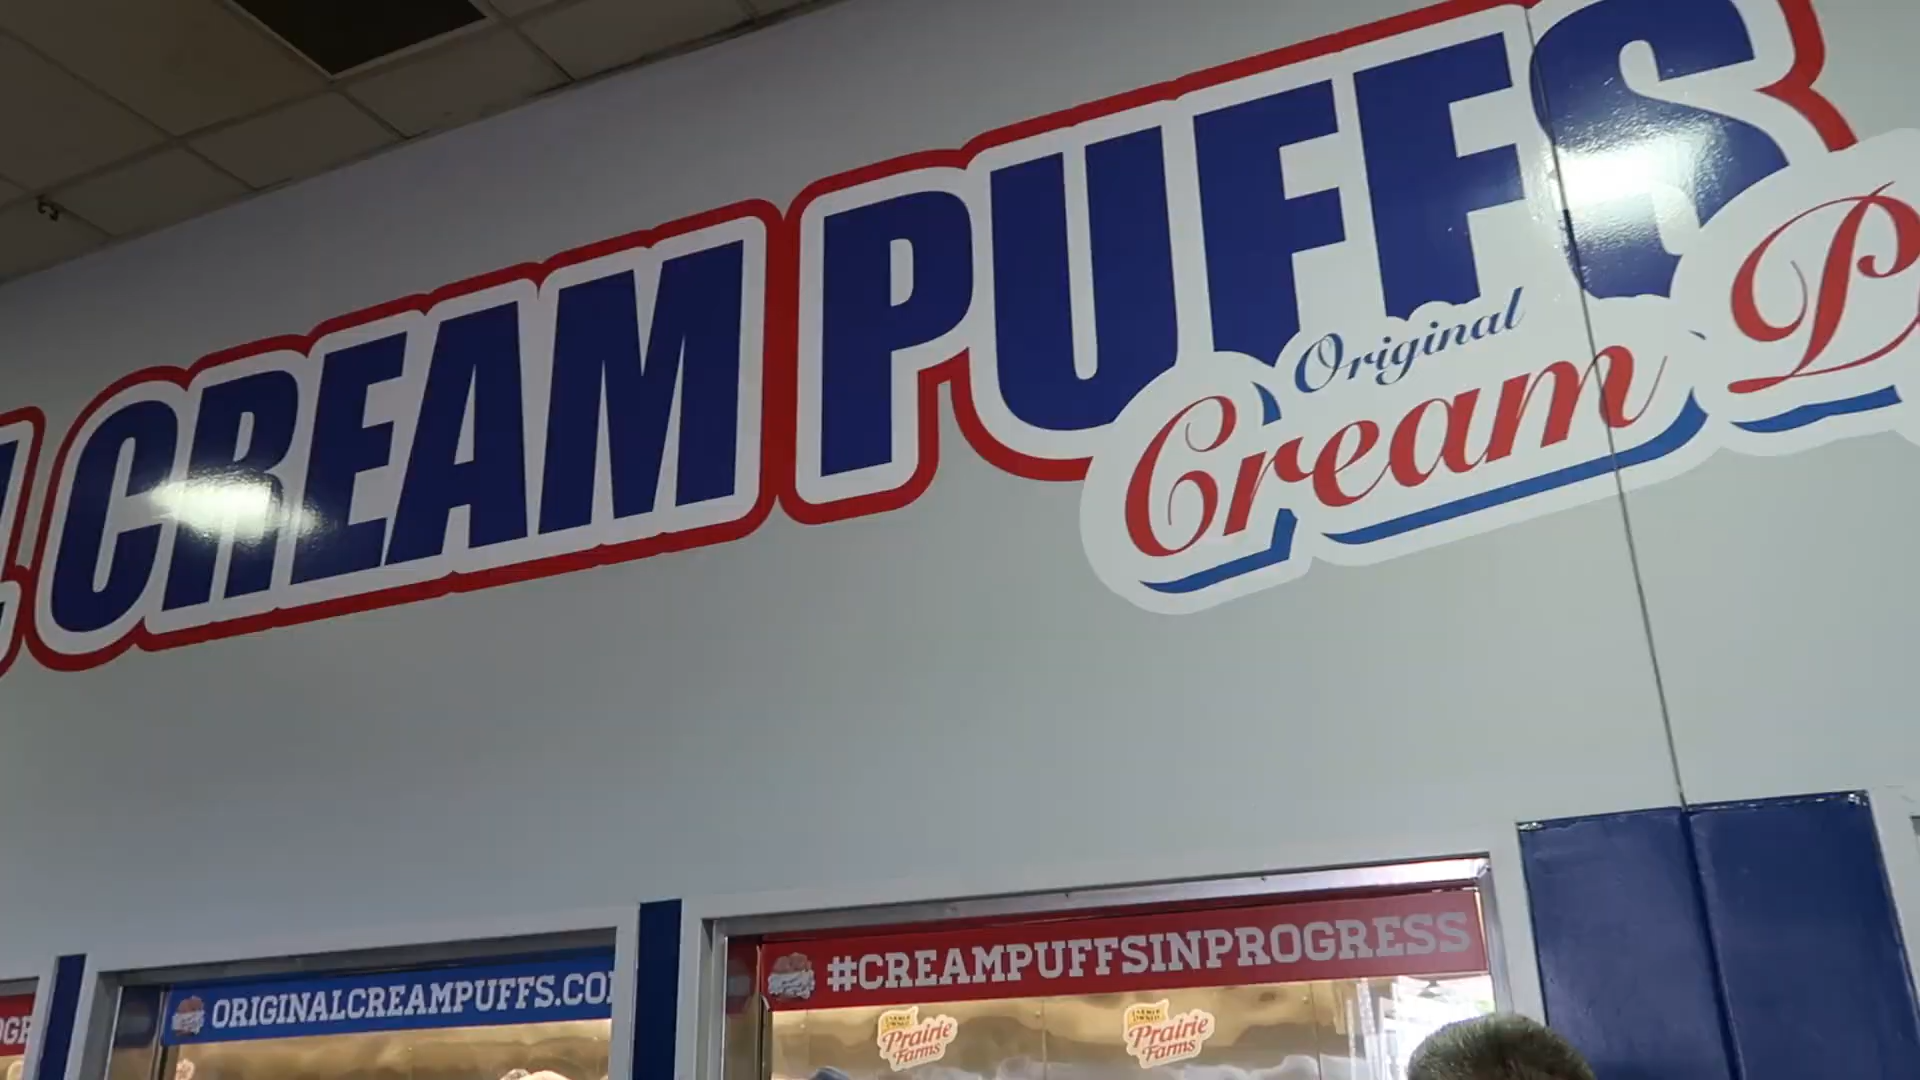 CREAM PUFFS
Original
Cream
ORIGINALCREAMPUFFS.CO
#CREAMPUFFSINPROGRESS
Prairie
Farms
Prairie
Farms